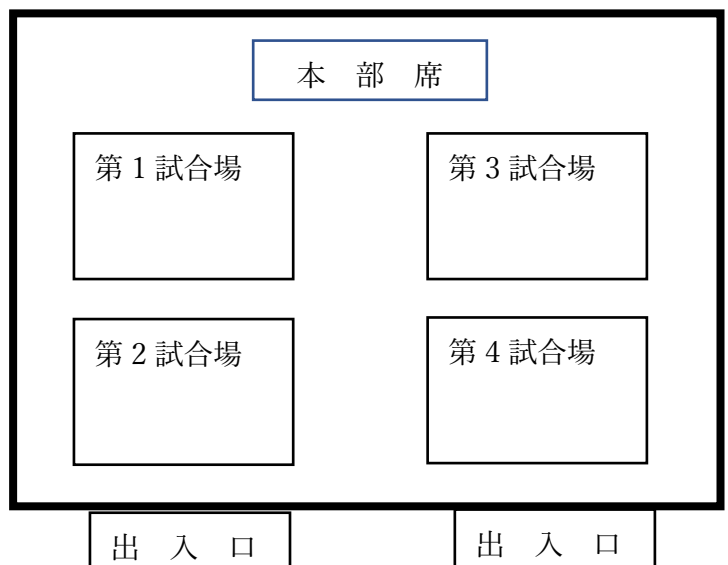 本 部 席
第１試合場
第３試合場
第２試合場
第４試合場
出 入 口
出 入 口